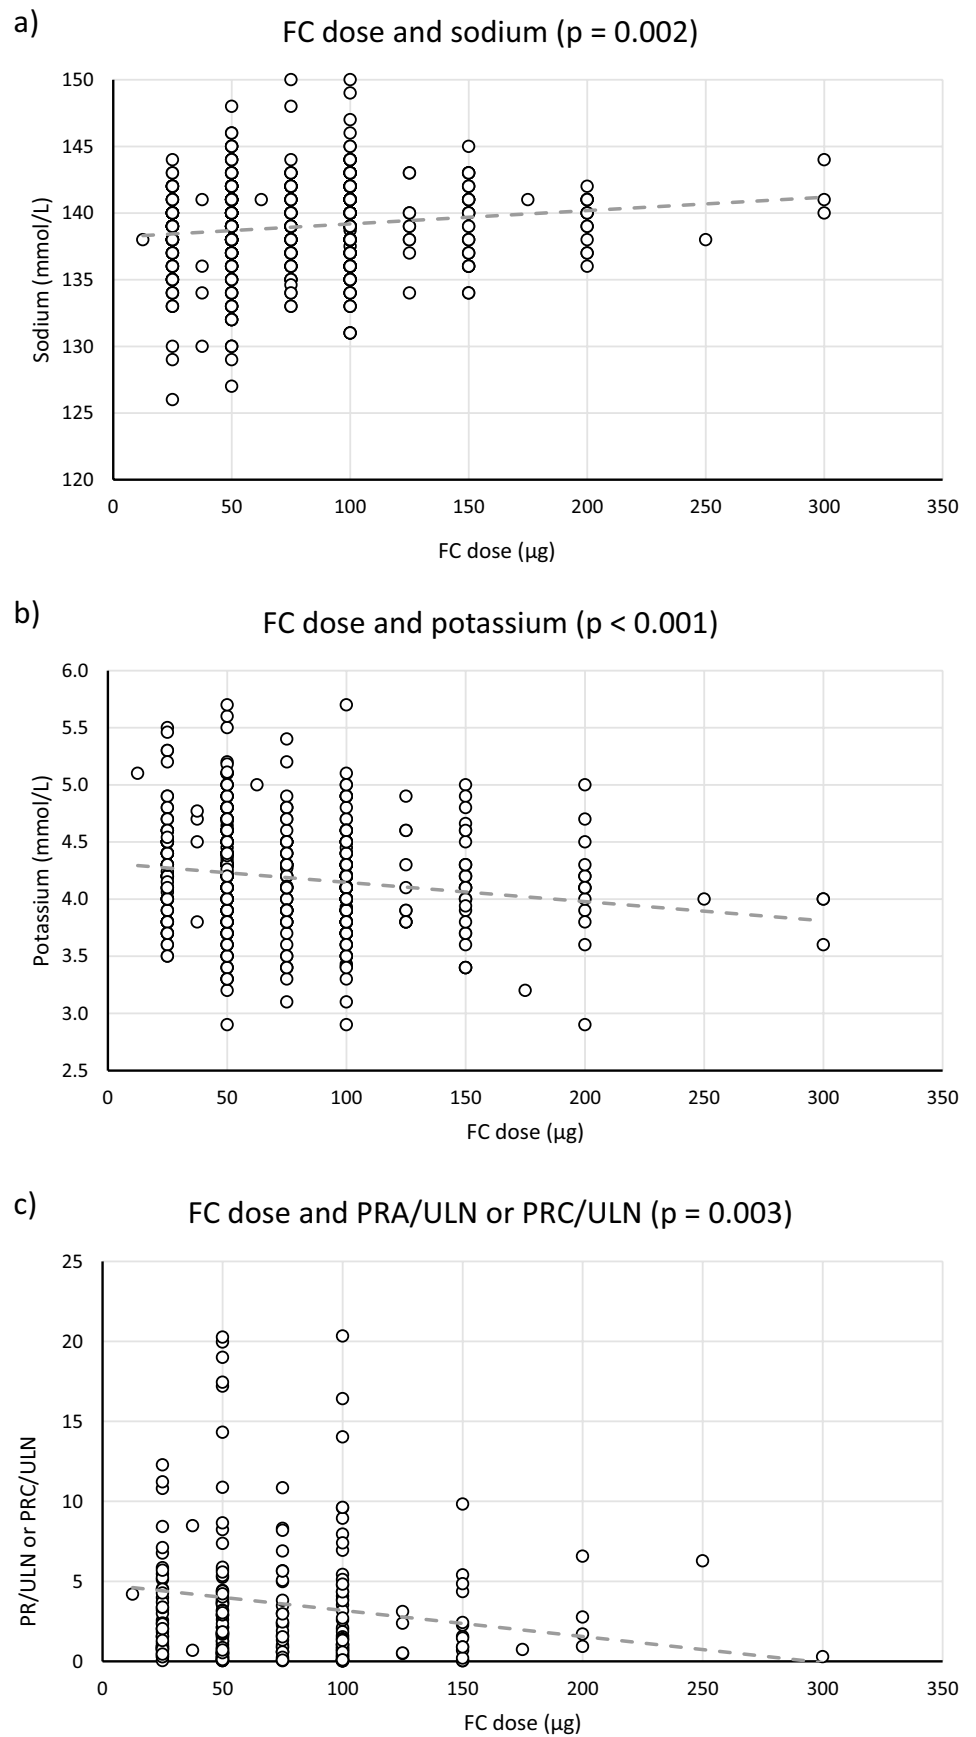 a)
FC dose and sodium (p = 0.002)
150
145
140
135
130
125
120
Sodium (mmol/L)
0 50 100 150 200 250 300 350
FC dose (µg)
b)
FC dose and potassium (p < 0.001)
6.0
5.5
5.0
4.5
4.0
3.5
3.0
2.5
Potassium (mmol/L)
0 50 100 150 200 250 300 350
FC dose (µg)
c)
FC dose and PRA/ULN or PRC/ULN (p = 0.003)
25
20
15
10
5
0
PR/ULN or PRC/ULN
0 50 100 150 200 250 300 350
FC dose (µg)